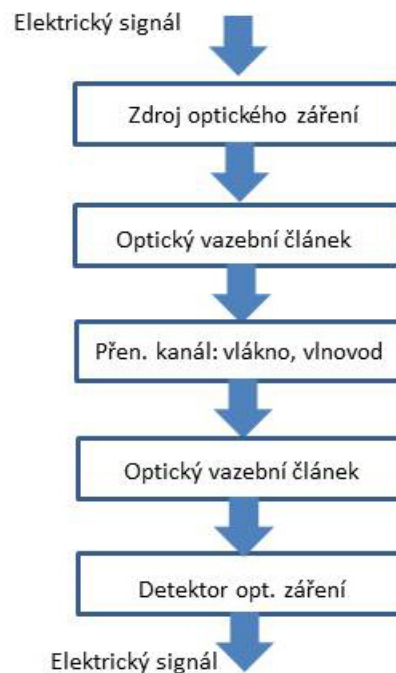 Elektrický signál
Zdroj optického záření
Optický vazební článek
Přen. kanál: vlákno, vlnovod
Optický vazební článek
Detektor opt. záření
Elektrický signál